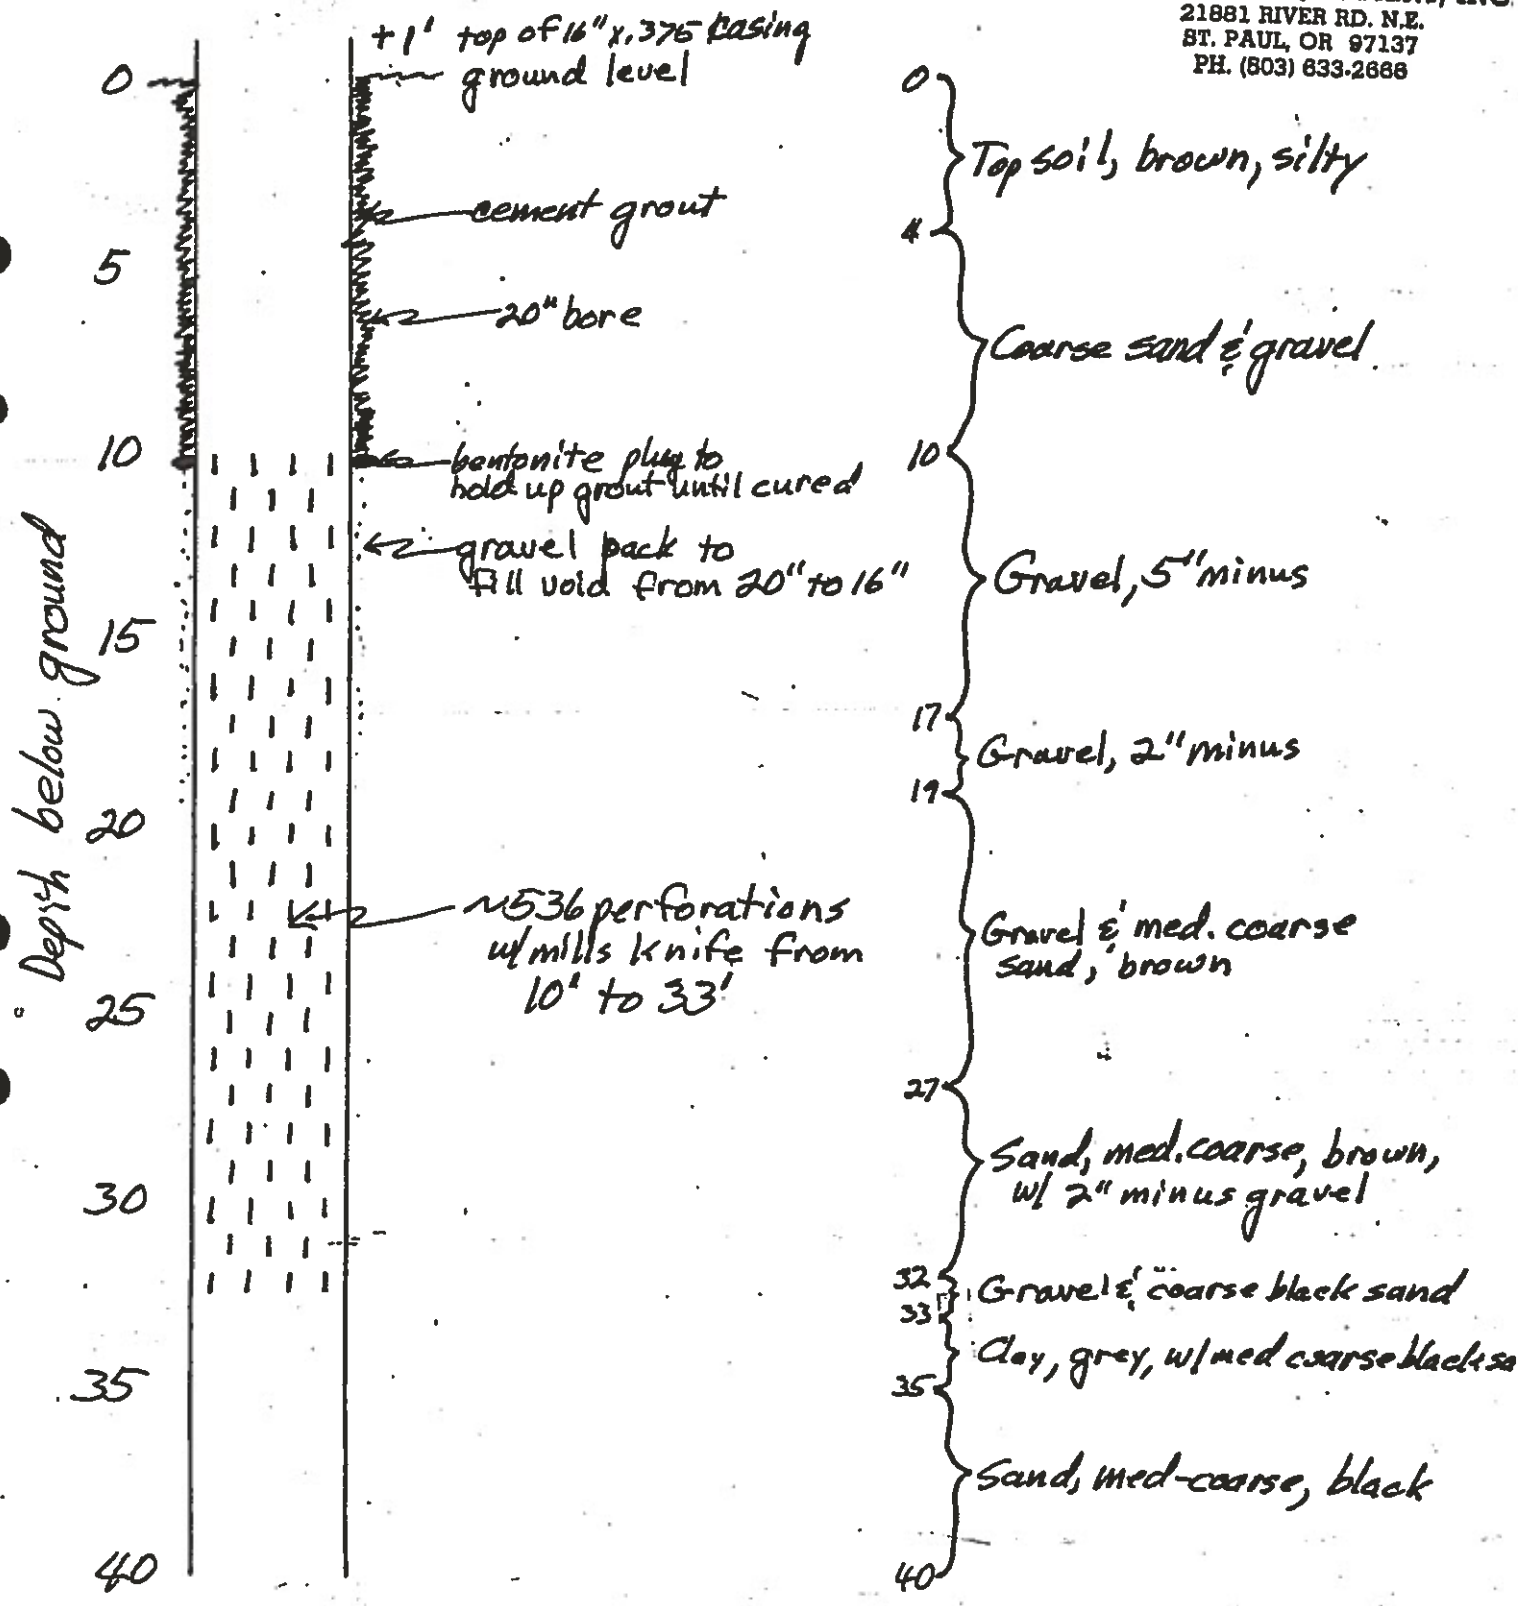 INC.
21881 RIVER RD. N.E.
ST. PAUL, OR 97137
PH. (503) 633-2666
+1' top of 16" x .375 casing
ground level
cement grout
20" bore
bentonite plug to
hold up grout until cured
gravel pack to
fill void from 20" to 16"
~536 perforations
w/ mills knife from
10' to 33'
Depth below ground
0
5
10
15
20
25
30
35
40
0
Top soil, brown, silty
4
Coarse sand & gravel
10
Gravel, 5" minus
17
Gravel, 2" minus
19
Gravel & med. coarse
sand, brown
27
Sand, med. coarse, brown,
w/ 2" minus gravel
32
Gravel & coarse black sand
33
Clay, grey, w/ med coarse black sa
35
Sand, med-coarse, black
40